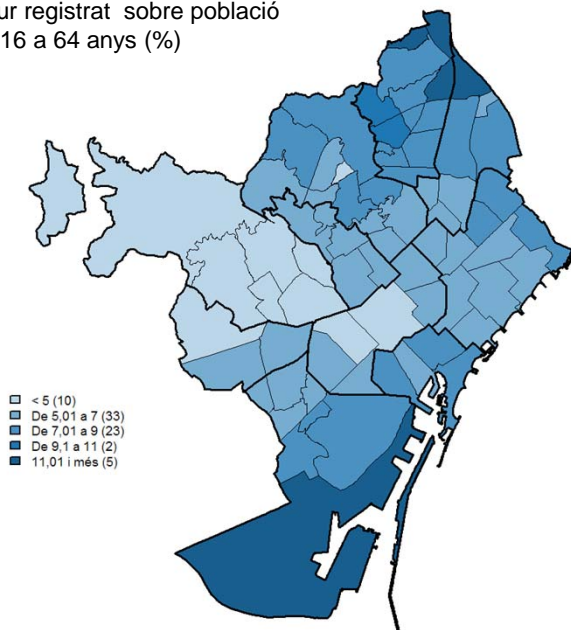 ur registrat sobre població
16 a 64 anys (%)
< 5 (10)
De 5,01 a 7 (33)
De 7,01 a 9 (23)
De 9,1 a 11 (2)
11,01 i més (5)